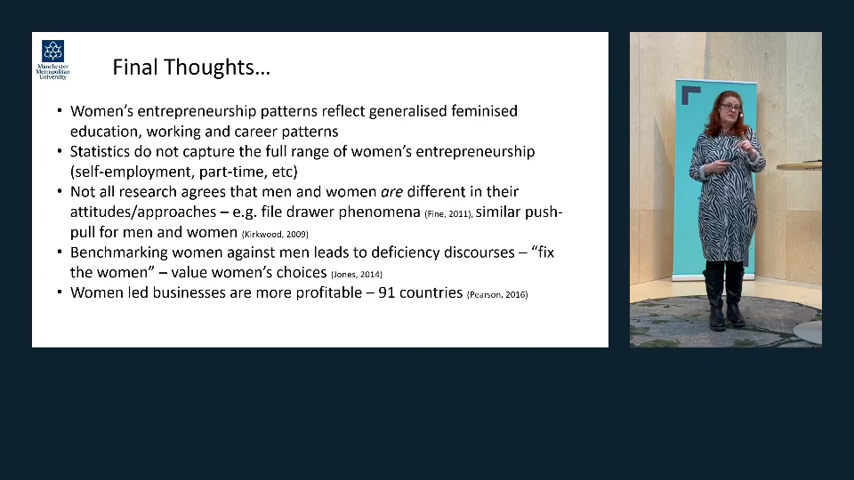 Manchester
Metropolitan
University
Final Thoughts…
• Women’s entrepreneurship patterns reflect generalised feminised
education, working and career patterns
• Statistics do not capture the full range of women’s entrepreneurship
(self-employment, part-time, etc)
• Not all research agrees that men and women are different in their
attitudes/approaches – e.g. file drawer phenomena (Fine, 2011), similar push-
pull for men and women (Kirkwood, 2009)
• Benchmarking women against men leads to deficiency discourses – “fix
the women” – value women’s choices (Jones, 2014)
• Women led businesses are more profitable – 91 countries (Pearson, 2016)